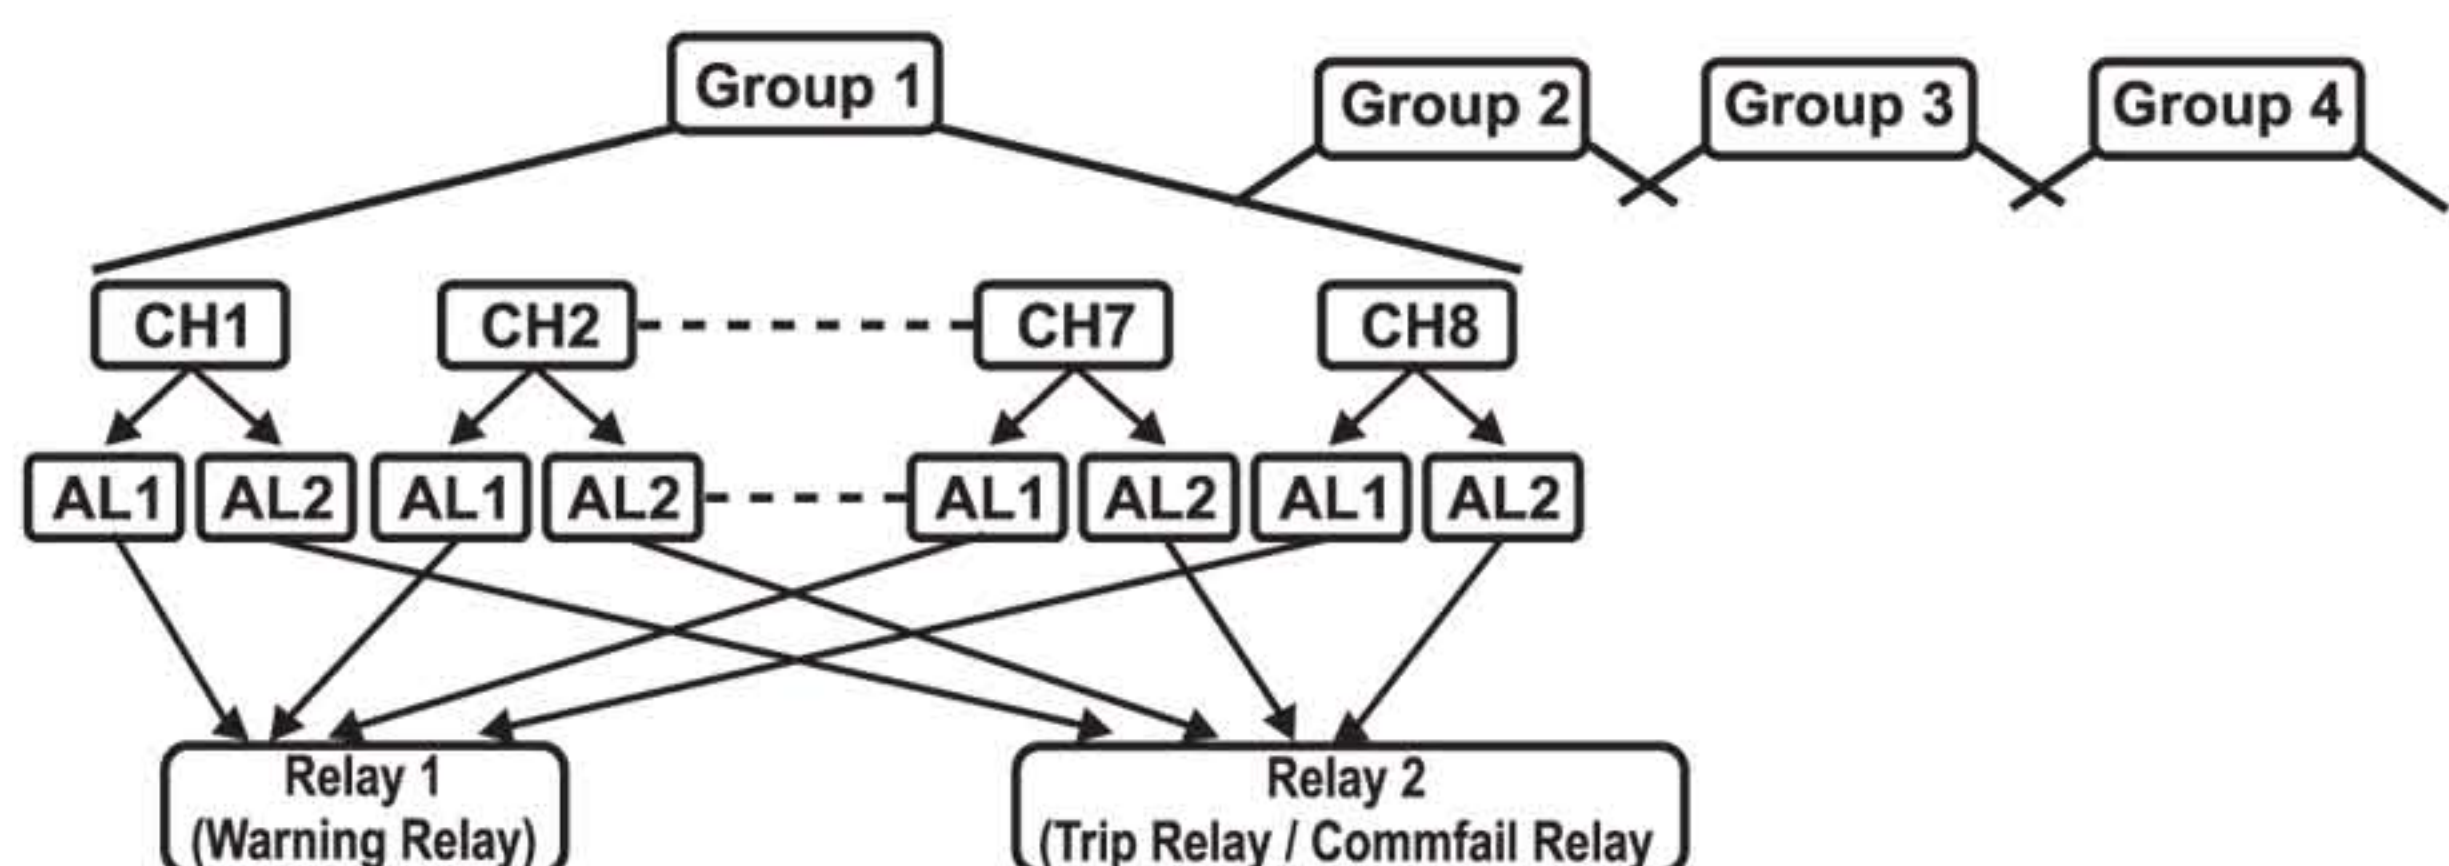 Group 1
Group 2
Group 3
Group 4
CH1
CH2
CH7
CH8
AL1
AL2
AL1
AL2
AL1
AL2
AL1
AL2
Relay 1
(Warning Relay)
Relay 2
(Trip Relay / Commfail Relay